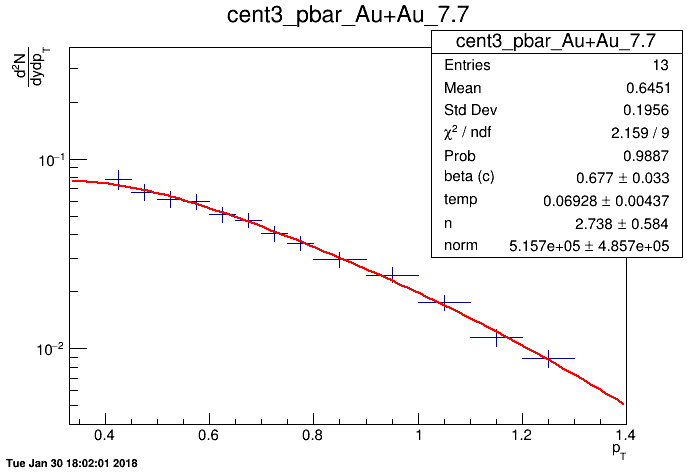 cent3_pbar_Au+Au_7.7
cent3_pbar_Au+Au_7.7
Entries 13
Mean 0.6451
Std Dev 0.1956
χ² / ndf 2.159 / 9
Prob 0.9887
beta (c) 0.677 ± 0.033
temp 0.06928 ± 0.00437
n 2.738 ± 0.584
norm 5.157e+05 ± 4.857e+05
d²N
dydp_T
10⁻¹
10⁻²
0.4 0.6 0.8 1 1.2 1.4
p_T
Tue Jan 30 18:02:01 2018